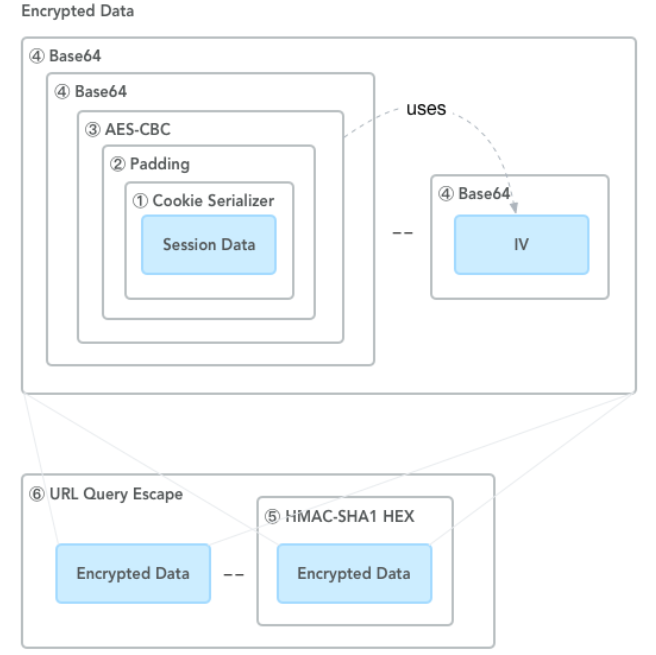 Encrypted Data
④ Base64
④ Base64
③ AES-CBC
uses
② Padding
① Cookie Serializer
④ Base64
Session Data
--
IV
⑥ URL Query Escape
⑤ HMAC-SHA1 HEX
Encrypted Data
--
Encrypted Data